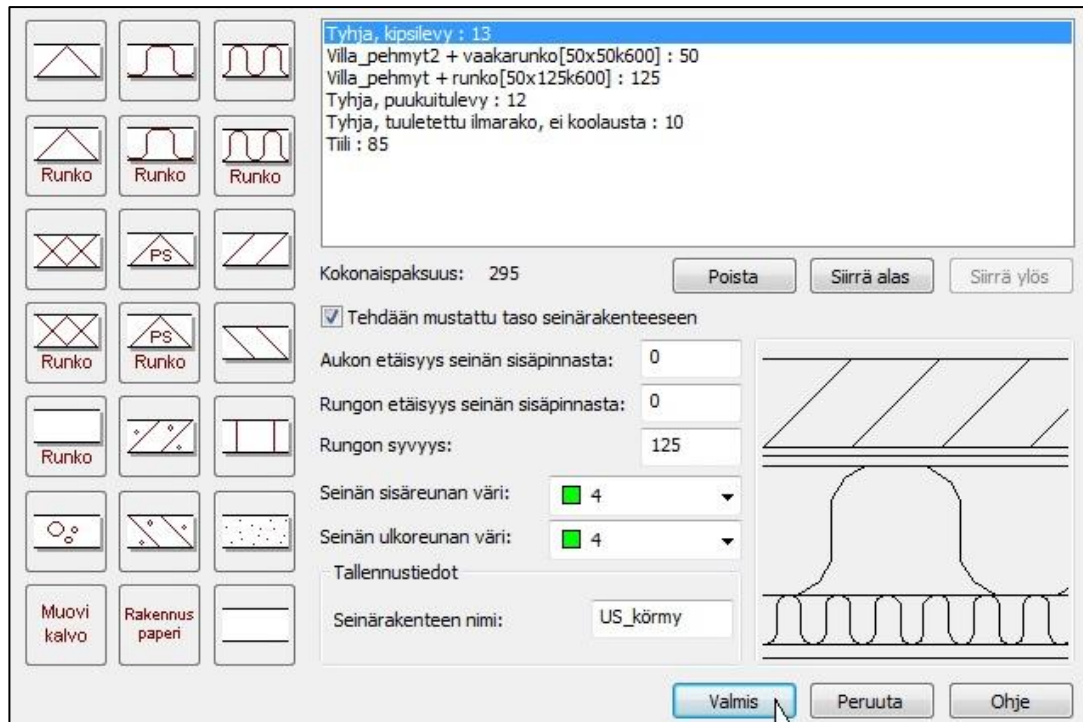 Runko
Runko
Runko
PS
Runko
PS
Runko
Runko
Muovi
kalvo
Rakennus
paperi
Tyhja, kipsilevy : 13
Villa_pehmyt2 + vaakarunko[50x50k600] : 50
Villa_pehmyt + runko[50x125k600] : 125
Tyhja, puukuitulevy : 12
Tyhja, tuuletettu ilmarako, ei koolausta : 10
Tiili : 85
Kokonaispaksuus: 295
Poista
Siirrä alas
Siirrä ylös
Tehdään mustattu taso seinärakenteeseen
Aukon etäisyys seinän sisäpinnasta: 0
Rungon etäisyys seinän sisäpinnasta: 0
Rungon syvyys: 125
Seinän sisäreunan väri: 4
Seinän ulkoreunan väri: 4
Tallennustiedot
Seinärakenteen nimi: US_körmy
Valmis
Peruuta
Ohje